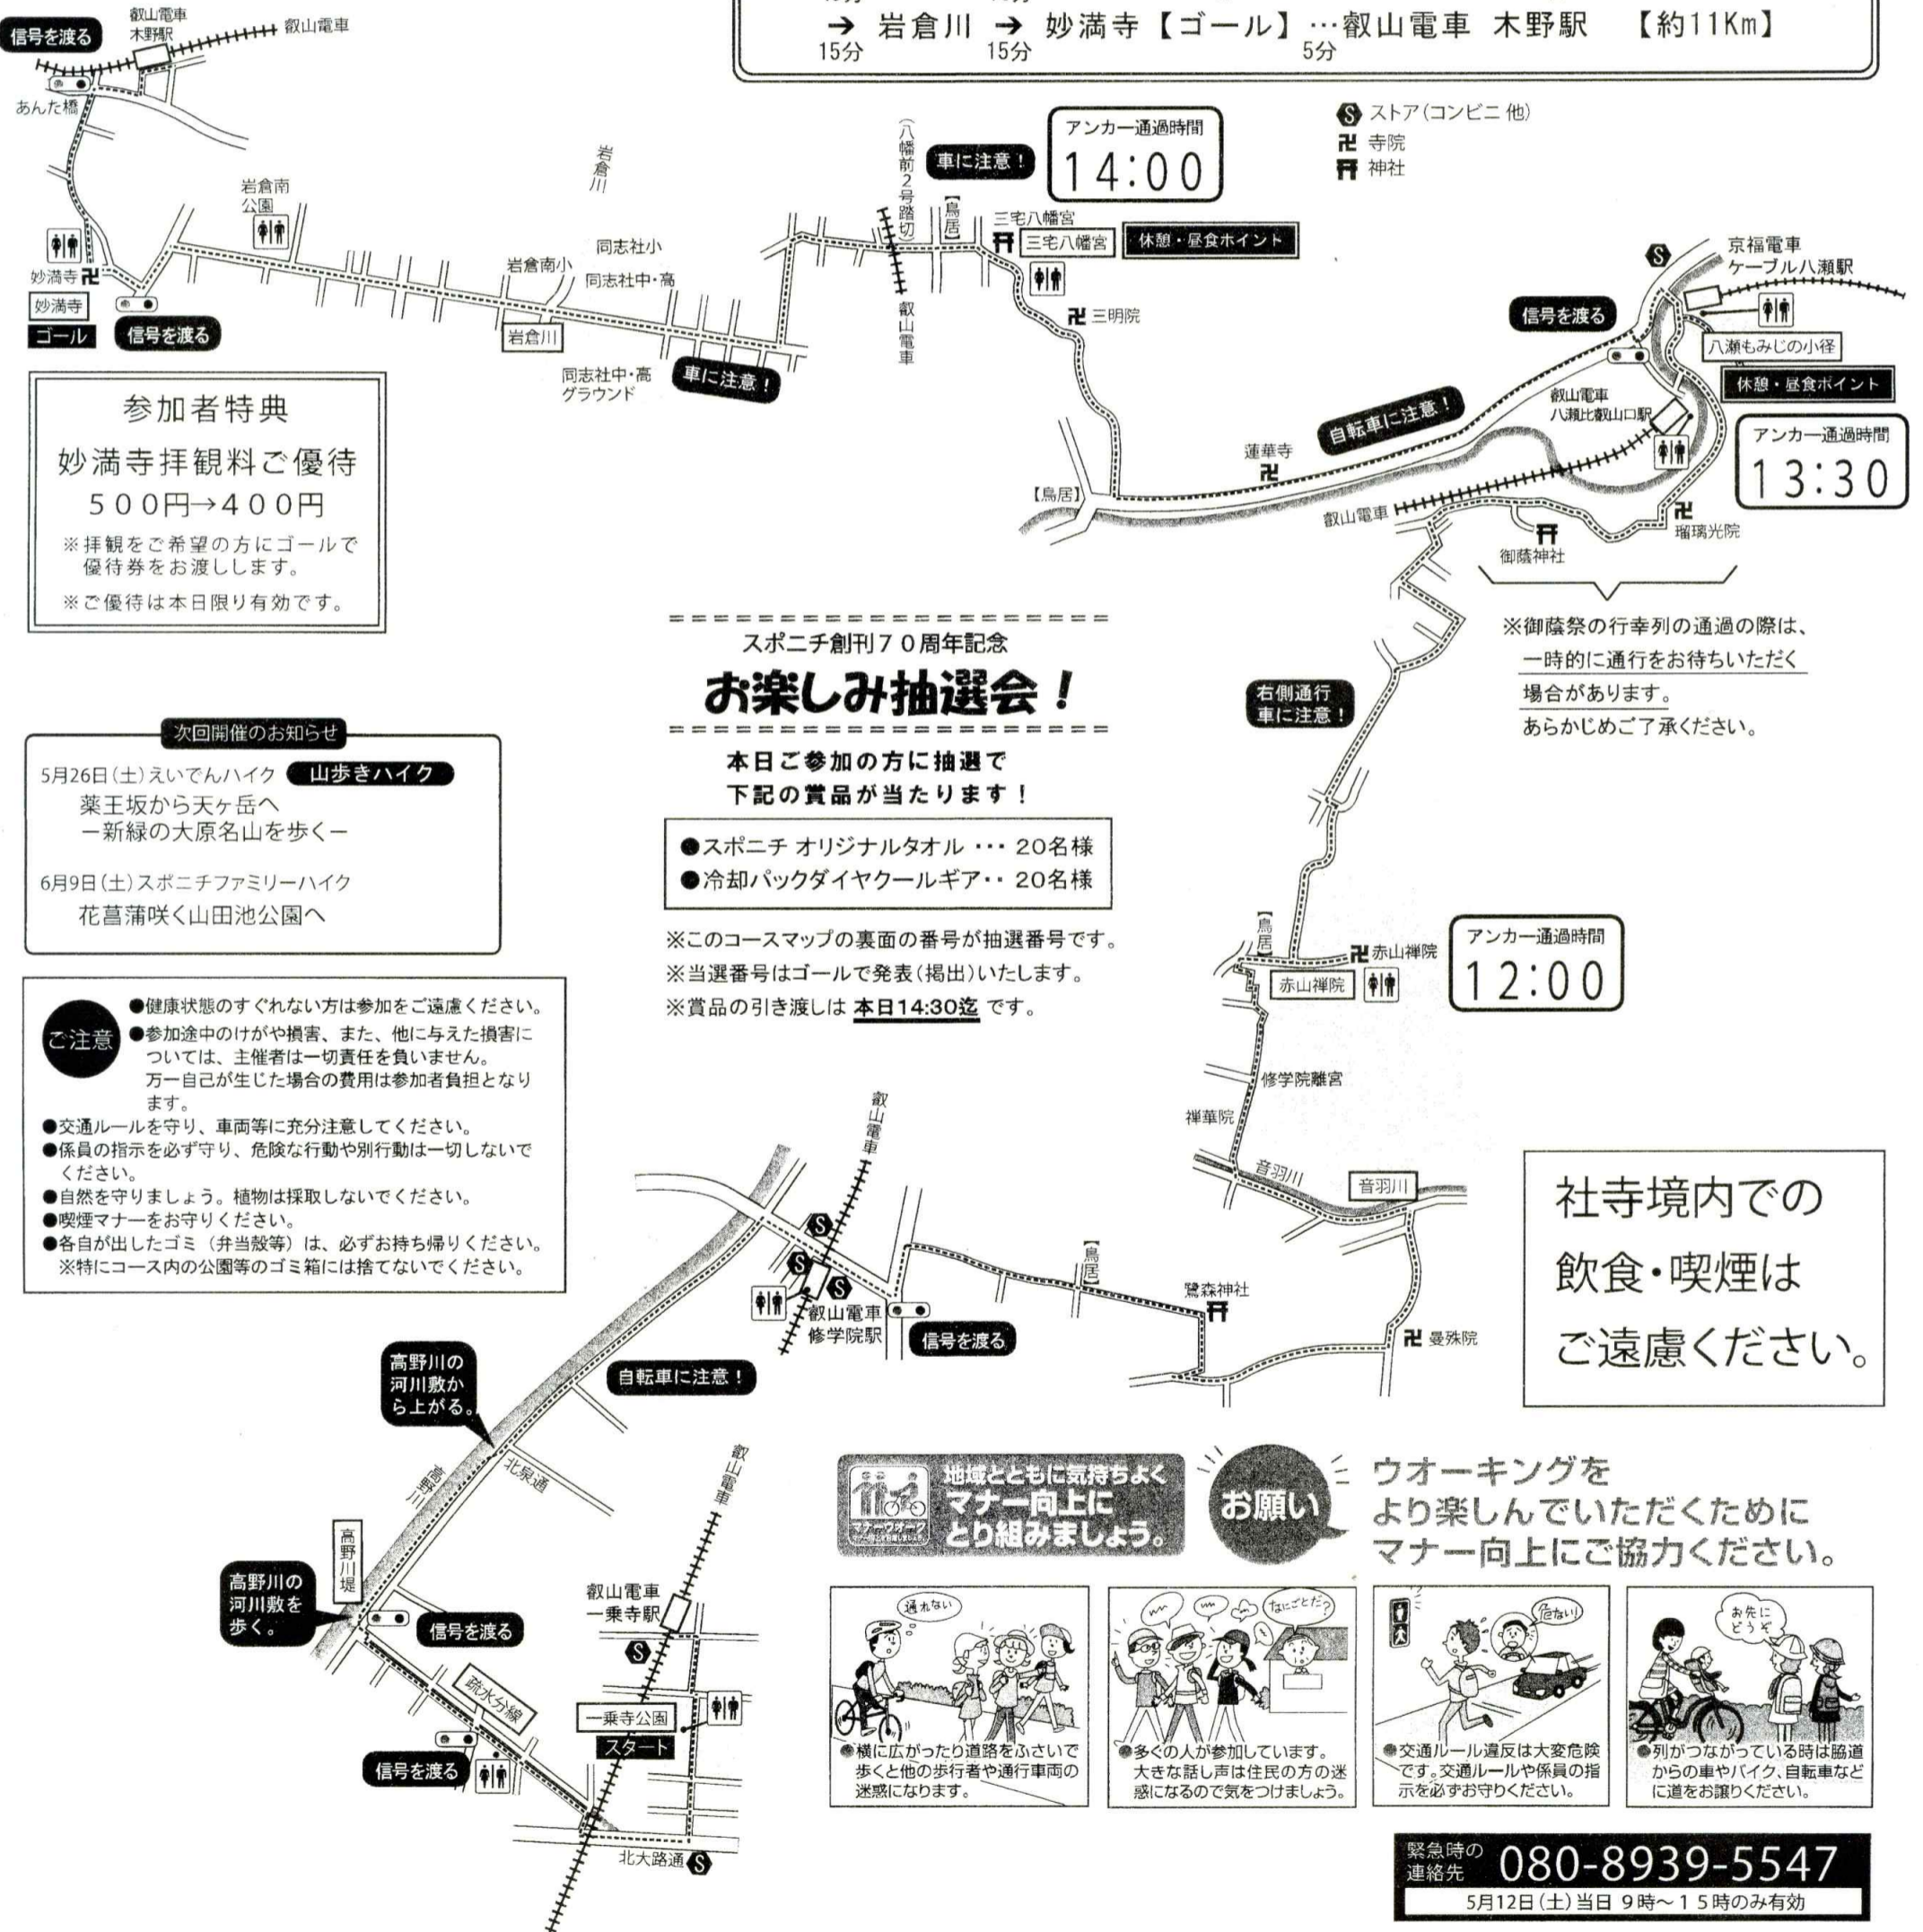 → 岩倉川 → 妙満寺【ゴール】 …叡山電車 木野駅 【約11Km】
15分 15分 5分
叡山電車
木野駅
叡山電車
信号を渡る
あんた橋
岩倉南
公園
妙満寺
妙満寺
ゴール
信号を渡る
岩倉川
同志社小
岩倉南小
同志社中・高
岩倉川
同志社中・高
グラウンド
車に注意！
（八幡前2号踏切）
叡山電車
【鳥居】
車に注意！
アンカー通過時間
14:00
三宅八幡宮
三宅八幡宮
休憩・昼食ポイント
三明院
S ストア（コンビニ 他）
卍 寺院
神社
S
京福電車
ケーブル八瀬駅
信号を渡る
八瀬もみじの小径
休憩・昼食ポイント
叡山電車
八瀬比叡山口駅
アンカー通過時間
13:30
自転車に注意！
蓮華寺
【鳥居】
叡山電車
瑠璃光院
御蔭神社
※御蔭祭の行幸列の通過の際は、
一時的に通行をお待ちいただく
場合があります。
あらかじめご了承ください。
参加者特典
妙満寺拝観料ご優待
500円→400円
※拝観をご希望の方にゴールで
優待券をお渡しします。
※ご優待は本日限り有効です。
スポニチ創刊70周年記念
お楽しみ抽選会！
本日ご参加の方に抽選で
下記の賞品が当たります！
●スポニチ オリジナルタオル ･･･ 20名様
●冷却パックダイヤクールギア･･ 20名様
※このコースマップの裏面の番号が抽選番号です。
※当選番号はゴールで発表（掲出）いたします。
※賞品の引き渡しは 本日14:30迄 です。
次回開催のお知らせ
5月26日（土）えいでんハイク 山歩きハイク
薬王坂から天ヶ岳へ
ー新緑の大原名山を歩くー
6月9日（土）スポニチファミリーハイク
花菖蒲咲く山田池公園へ
ご注意
●健康状態のすぐれない方は参加をご遠慮ください。
●参加途中のけがや損害、また、他に与えた損害に
ついては、主催者は一切責任を負いません。
万一自己が生じた場合の費用は参加者負担となり
ます。
●交通ルールを守り、車両等に充分注意してください。
●係員の指示を必ず守り、危険な行動や別行動は一切しないで
ください。
●自然を守りましょう。植物は採取しないでください。
●喫煙マナーをお守りください。
●各自が出したゴミ（弁当殻等）は、必ずお持ち帰りください。
※特にコース内の公園等のゴミ箱には捨てないでください。
右側通行
車に注意！
【鳥居】
赤山禅院
赤山禅院
アンカー通過時間
12:00
修学院離宮
禅華院
音羽川
音羽川
社寺境内での
飲食・喫煙は
ご遠慮ください。
叡山電車
S
S
S
叡山電車
修学院駅
信号を渡る
【鳥居】
鷺森神社
曼殊院
自転車に注意！
高野川の
河川敷か
ら上がる。
北泉通
高野川
高野川堤
高野川の
河川敷を
歩く。
信号を渡る
疏水分線
信号を渡る
叡山電車
叡山電車
一乗寺駅
S
一乗寺公園
スタート
北大路通
S
地域とともに気持ちよく
マナー向上に
とり組みましょう。
お願い
ウオーキングを
より楽しんでいただくために
マナー向上にご協力ください。
通れない
●横に広がったり道路をふさいで
歩くと他の歩行者や通行車両の
迷惑になります。
なにごとだ？
●多くの人が参加しています。
大きな話し声は住民の方の迷
惑になるので気をつけましょう。
危ない！
●交通ルール違反は大変危険
です。交通ルールや係員の指
示を必ずお守りください。
お先に
どうぞ
●列がつながっている時は脇道
からの車やバイク、自転車など
に道をお譲りください。
緊急時の
連絡先
080-8939-5547
5月12日（土）当日 9時～15時のみ有効